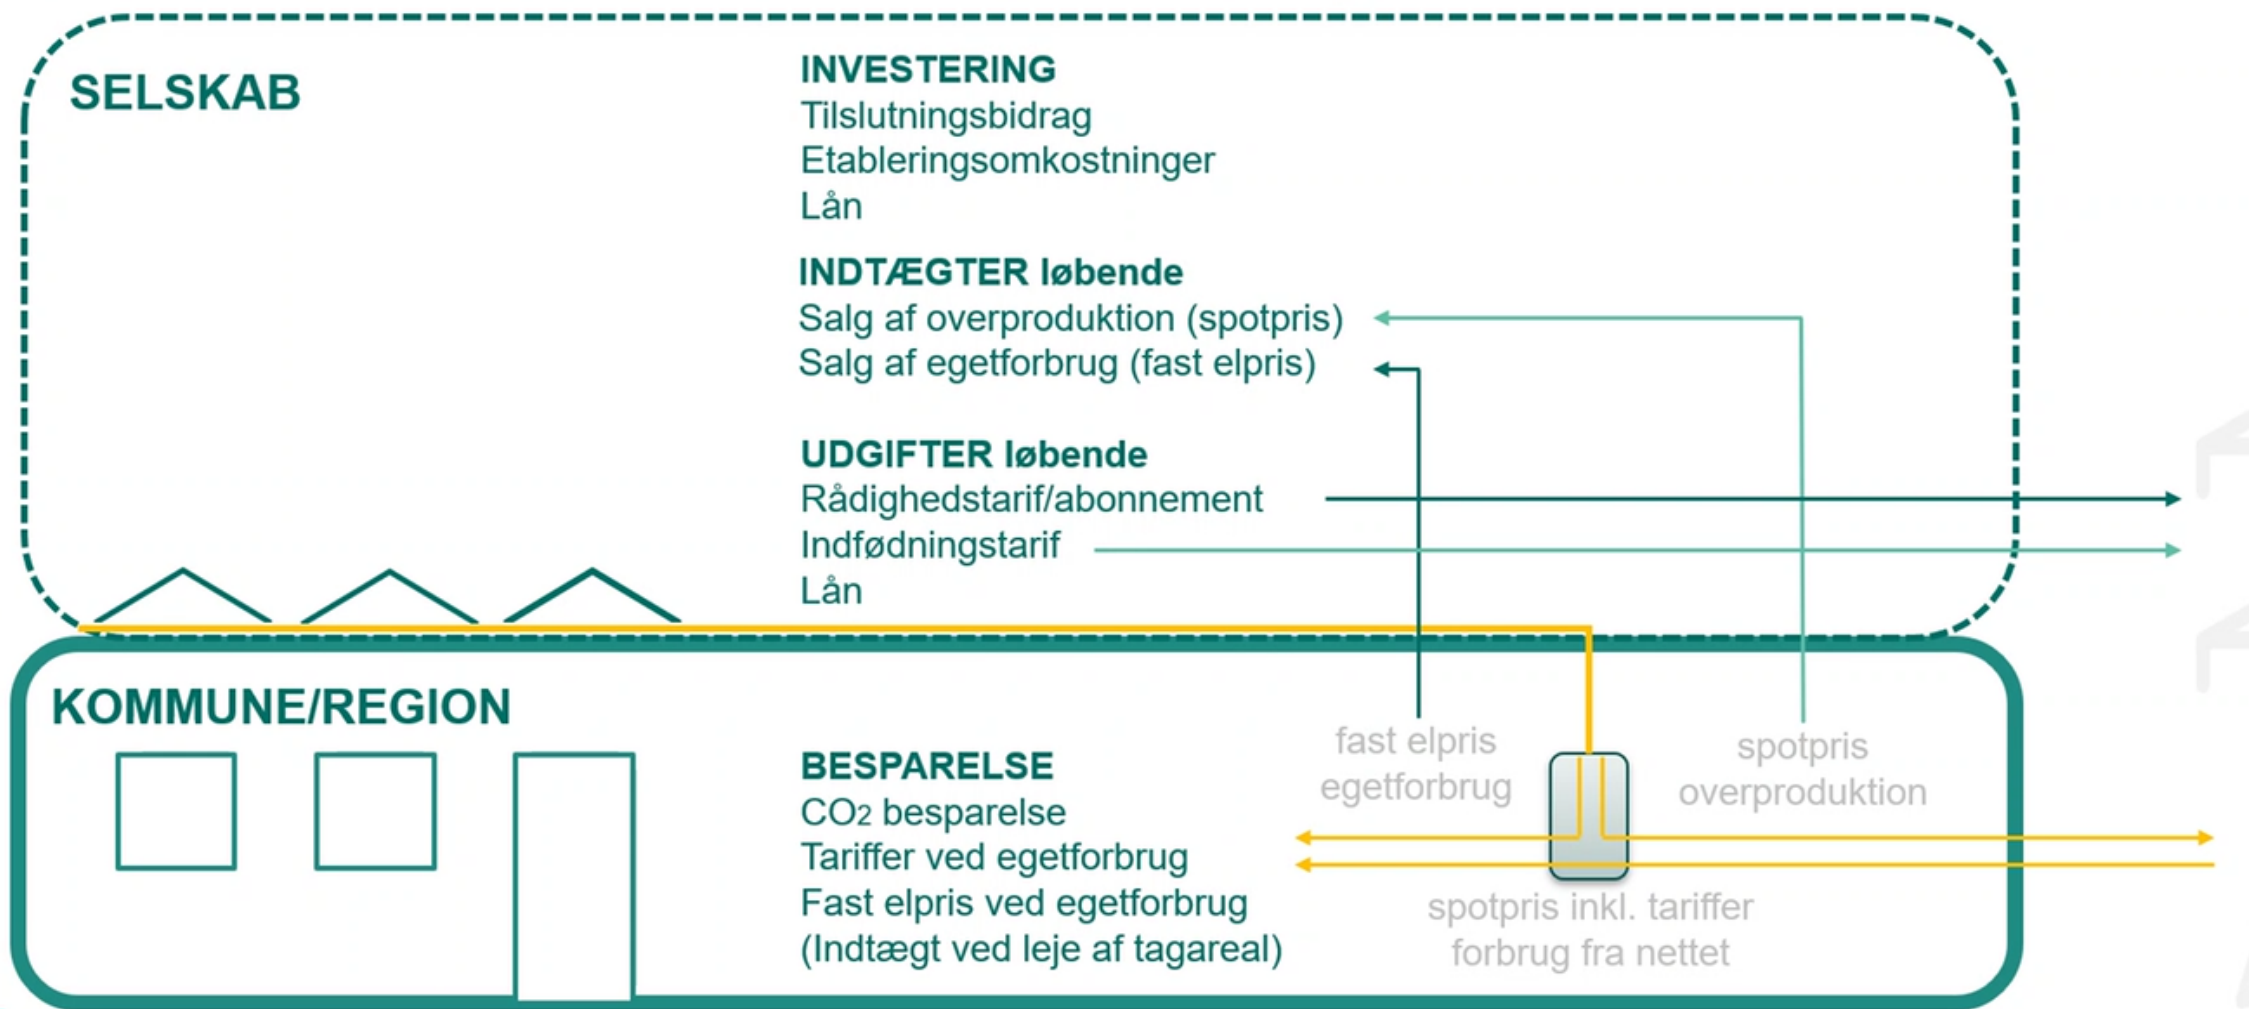 SELSKAB
INVESTERING
Tilslutningsbidrag
Etableringsomkostninger
Lån
INDTÆGTER løbende
Salg af overproduktion (spotpris)
Salg af egetforbrug (fast elpris)
UDGIFTER løbende
Rådighedstarif/abonnement
Indfødningstarif
Lån
KOMMUNE/REGION
BESPARELSE
CO2 besparelse
Tariffer ved egetforbrug
Fast elpris ved egetforbrug
(Indtægt ved leje af tagareal)
fast elpris
egetforbrug
spotpris
overproduktion
spotpris inkl. tariffer
forbrug fra nettet